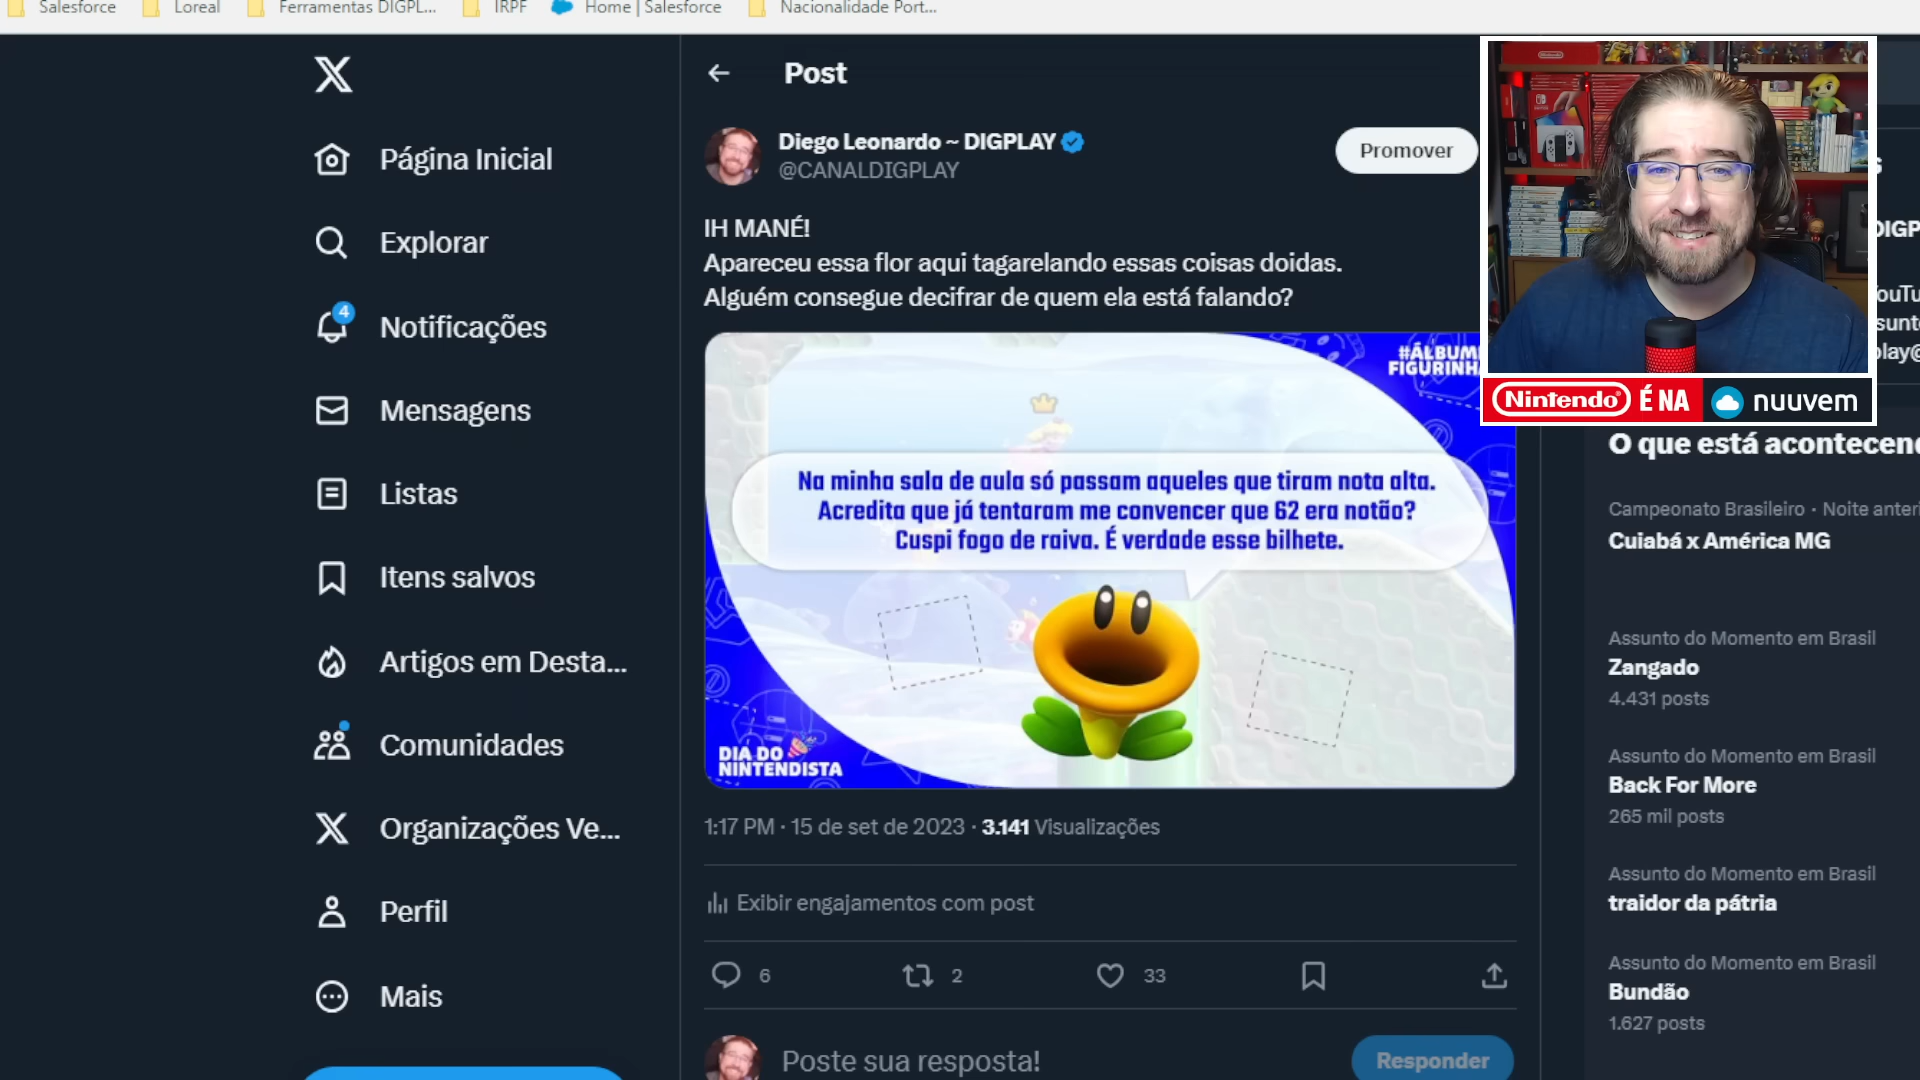 Salesforce
Loreal
Ferramentas DIGPL...
IRPF
Home | Salesforce
Nacionalidade Port...
Página Inicial
Explorar
4
Notificações
Mensagens
Listas
Itens salvos
Artigos em Desta...
Comunidades
Organizações Ve...
Perfil
Mais
Post
Diego Leonardo ~ DIGPLAY
@CANALDIGPLAY
Promover
IH MANÉ!
Apareceu essa flor aqui tagarelando essas coisas doidas.
Alguém consegue decifrar de quem ela está falando?
#ÁLBUM
FIGURINHA
Na minha sala de aula só passam aqueles que tiram nota alta.
Acredita que já tentaram me convencer que 62 era notão?
Cuspi fogo de raiva. É verdade esse bilhete.
DIA DO
NINTENDISTA
1:17 PM · 15 de set de 2023 · 3.141 Visualizações
Exibir engajamentos com post
6
2
33
Poste sua resposta!
Responder
Nintendo É NA nuuvem
O que está acontecen
Campeonato Brasileiro · Noite anteri
Cuiabá x América MG
Assunto do Momento em Brasil
Zangado
4.431 posts
Assunto do Momento em Brasil
Back For More
265 mil posts
Assunto do Momento em Brasil
traidor da pátria
Assunto do Momento em Brasil
Bundão
1.627 posts